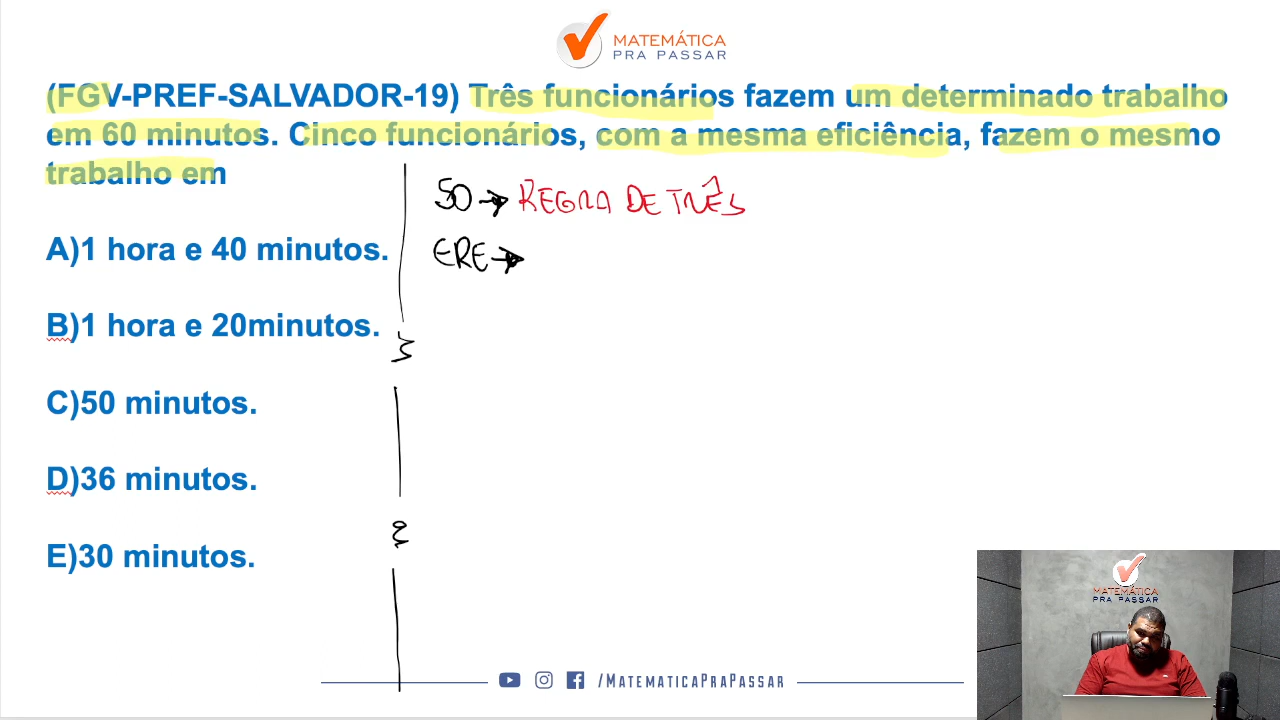 MATEMÁTICA
PRA PASSAR
(FGV-PREF-SALVADOR-19) Três funcionários fazem um determinado trabalho
em 60 minutos. Cinco funcionários, com a mesma eficiência, fazem o mesmo
trabalho em
SO → REGRA DE TRÊS
ERE →
A)1 hora e 40 minutos.
B)1 hora e 20minutos.
C)50 minutos.
D)36 minutos.
E)30 minutos.
MATEMÁTICA
PRA PASSAR
/MATEMATICAPRAPASSAR